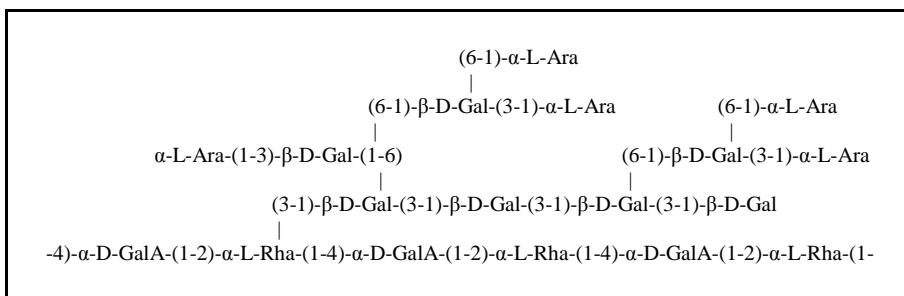 (6-1)-α-L-Ara
|
(6-1)-β-D-Gal-(3-1)-α-L-Ara (6-1)-α-L-Ara
| |
α-L-Ara-(1-3)-β-D-Gal-(1-6) (6-1)-β-D-Gal-(3-1)-α-L-Ara
| |
(3-1)-β-D-Gal-(3-1)-β-D-Gal-(3-1)-β-D-Gal-(3-1)-β-D-Gal
|
-4)-α-D-GalA-(1-2)-α-L-Rha-(1-4)-α-D-GalA-(1-2)-α-L-Rha-(1-4)-α-D-GalA-(1-2)-α-L-Rha-(1-